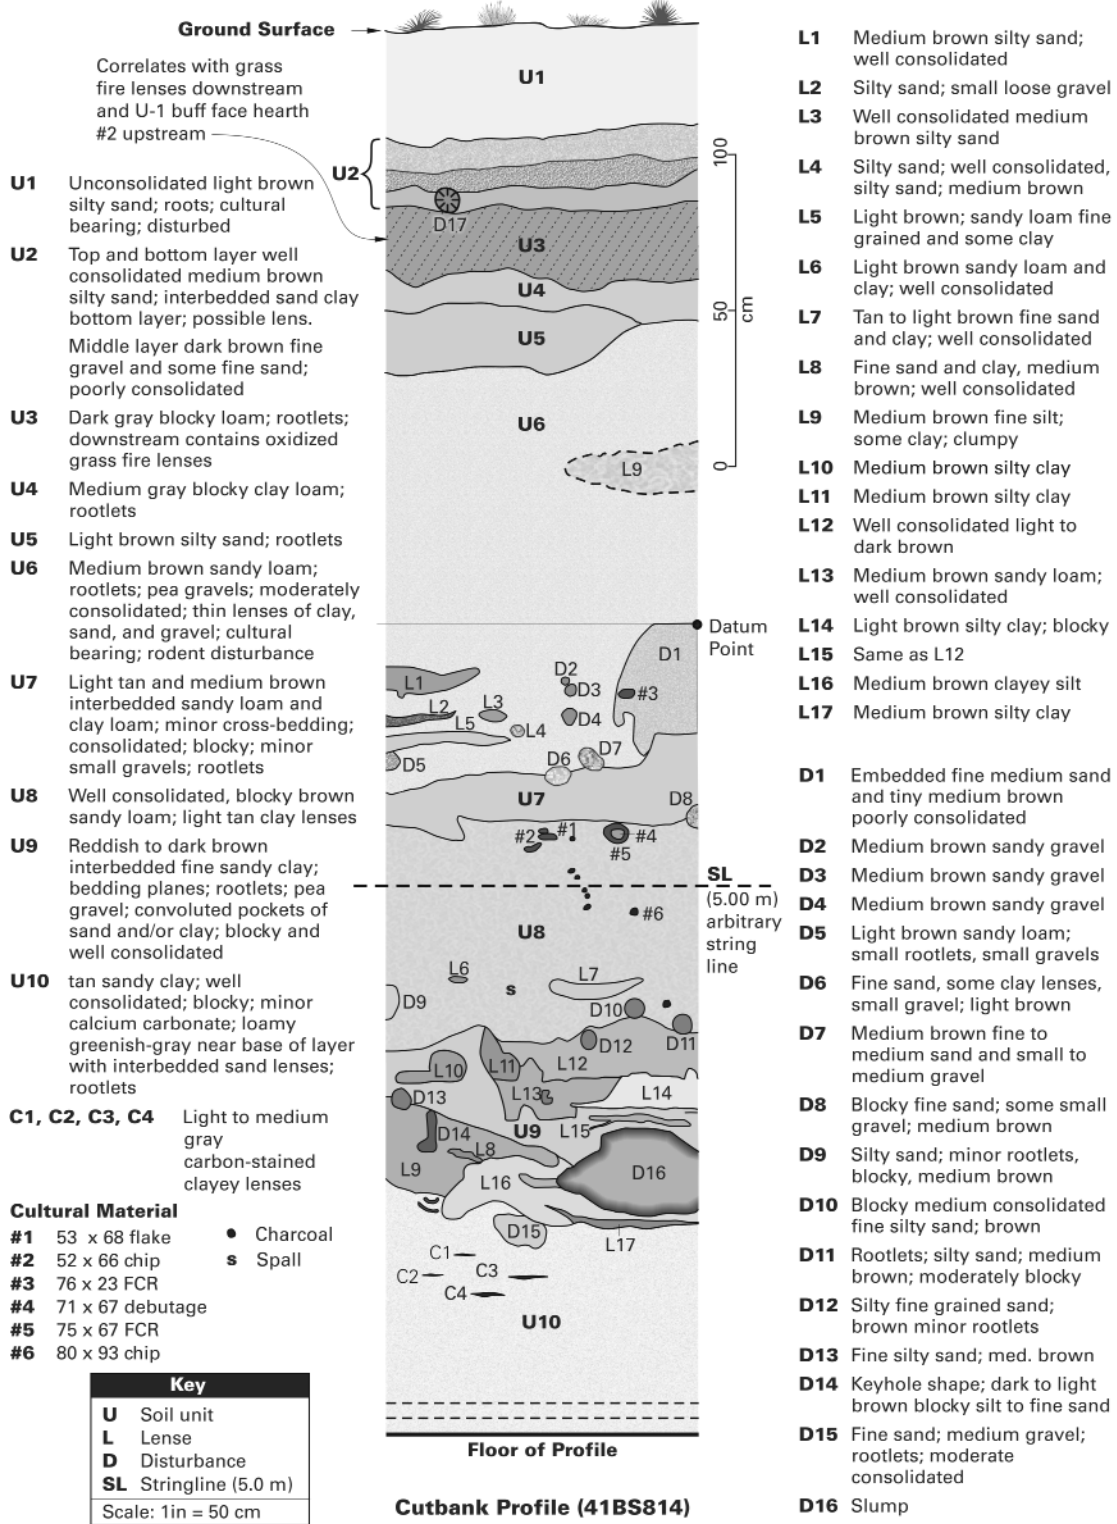 Ground Surface
Correlates with grass
fire lenses downstream
and U-1 buff face hearth
#2 upstream
U1 Unconsolidated light brown
silty sand; roots; cultural
bearing; disturbed
U2 Top and bottom layer well
consolidated medium brown
silty sand; interbedded sand clay
bottom layer; possible lens.
Middle layer dark brown fine
gravel and some fine sand;
poorly consolidated
U3 Dark gray blocky loam; rootlets;
downstream contains oxidized
grass fire lenses
U4 Medium gray blocky clay loam;
rootlets
U5 Light brown silty sand; rootlets
U6 Medium brown sandy loam;
rootlets; pea gravels; moderately
consolidated; thin lenses of clay,
sand, and gravel; cultural
bearing; rodent disturbance
U7 Light tan and medium brown
interbedded sandy loam and
clay loam; minor cross-bedding;
consolidated; blocky; minor
small gravels; rootlets
U8 Well consolidated, blocky brown
sandy loam; light tan clay lenses
U9 Reddish to dark brown
interbedded fine sandy clay;
bedding planes; rootlets; pea
gravel; convoluted pockets of
sand and/or clay; blocky and
well consolidated
U10 tan sandy clay; well
consolidated; blocky; minor
calcium carbonate; loamy
greenish-gray near base of layer
with interbedded sand lenses;
rootlets
C1, C2, C3, C4 Light to medium
gray
carbon-stained
clayey lenses
Cultural Material
#1 53 x 68 flake
#2 52 x 66 chip
#3 76 x 23 FCR
#4 71 x 67 debutage
#5 75 x 67 FCR
#6 80 x 93 chip
Charcoal
s Spall
Key
U Soil unit
L Lense
D Disturbance
SL Stringline (5.0 m)
Scale: 1in = 50 cm
U1
U2
D17
U3
U4
U5
U6
L9
100
50
0
cm
Datum
Point
D1
L1
D2
D3
#3
L2
L3
D4
L5
L4
D5
D6
D7
U7
D8
#2
#1
#4
#5
SL
(5.00 m)
arbitrary
string
line
#6
U8
L6
L7
s
D9
D10
D11
D12
L10
L11
L12
L13
L14
D13
D14
U9
L15
L8
L9
L16
D16
D15
L17
C1
C2
C3
C4
U10
Floor of Profile
Cutbank Profile (41BS814)
L1 Medium brown silty sand;
well consolidated
L2 Silty sand; small loose gravel
L3 Well consolidated medium
brown silty sand
L4 Silty sand; well consolidated,
silty sand; medium brown
L5 Light brown; sandy loam fine
grained and some clay
L6 Light brown sandy loam and
clay; well consolidated
L7 Tan to light brown fine sand
and clay; well consolidated
L8 Fine sand and clay, medium
brown; well consolidated
L9 Medium brown fine silt;
some clay; clumpy
L10 Medium brown silty clay
L11 Medium brown silty clay
L12 Well consolidated light to
dark brown
L13 Medium brown sandy loam;
well consolidated
L14 Light brown silty clay; blocky
L15 Same as L12
L16 Medium brown clayey silt
L17 Medium brown silty clay
D1 Embedded fine medium sand
and tiny medium brown
poorly consolidated
D2 Medium brown sandy gravel
D3 Medium brown sandy gravel
D4 Medium brown sandy gravel
D5 Light brown sandy loam;
small rootlets, small gravels
D6 Fine sand, some clay lenses,
small gravel; light brown
D7 Medium brown fine to
medium sand and small to
medium gravel
D8 Blocky fine sand; some small
gravel; medium brown
D9 Silty sand; minor rootlets,
blocky, medium brown
D10 Blocky medium consolidated
fine silty sand; brown
D11 Rootlets; silty sand; medium
brown; moderately blocky
D12 Silty fine grained sand;
brown minor rootlets
D13 Fine silty sand; med. brown
D14 Keyhole shape; dark to light
brown blocky silt to fine sand
D15 Fine sand; medium gravel;
rootlets; moderate
consolidated
D16 Slump